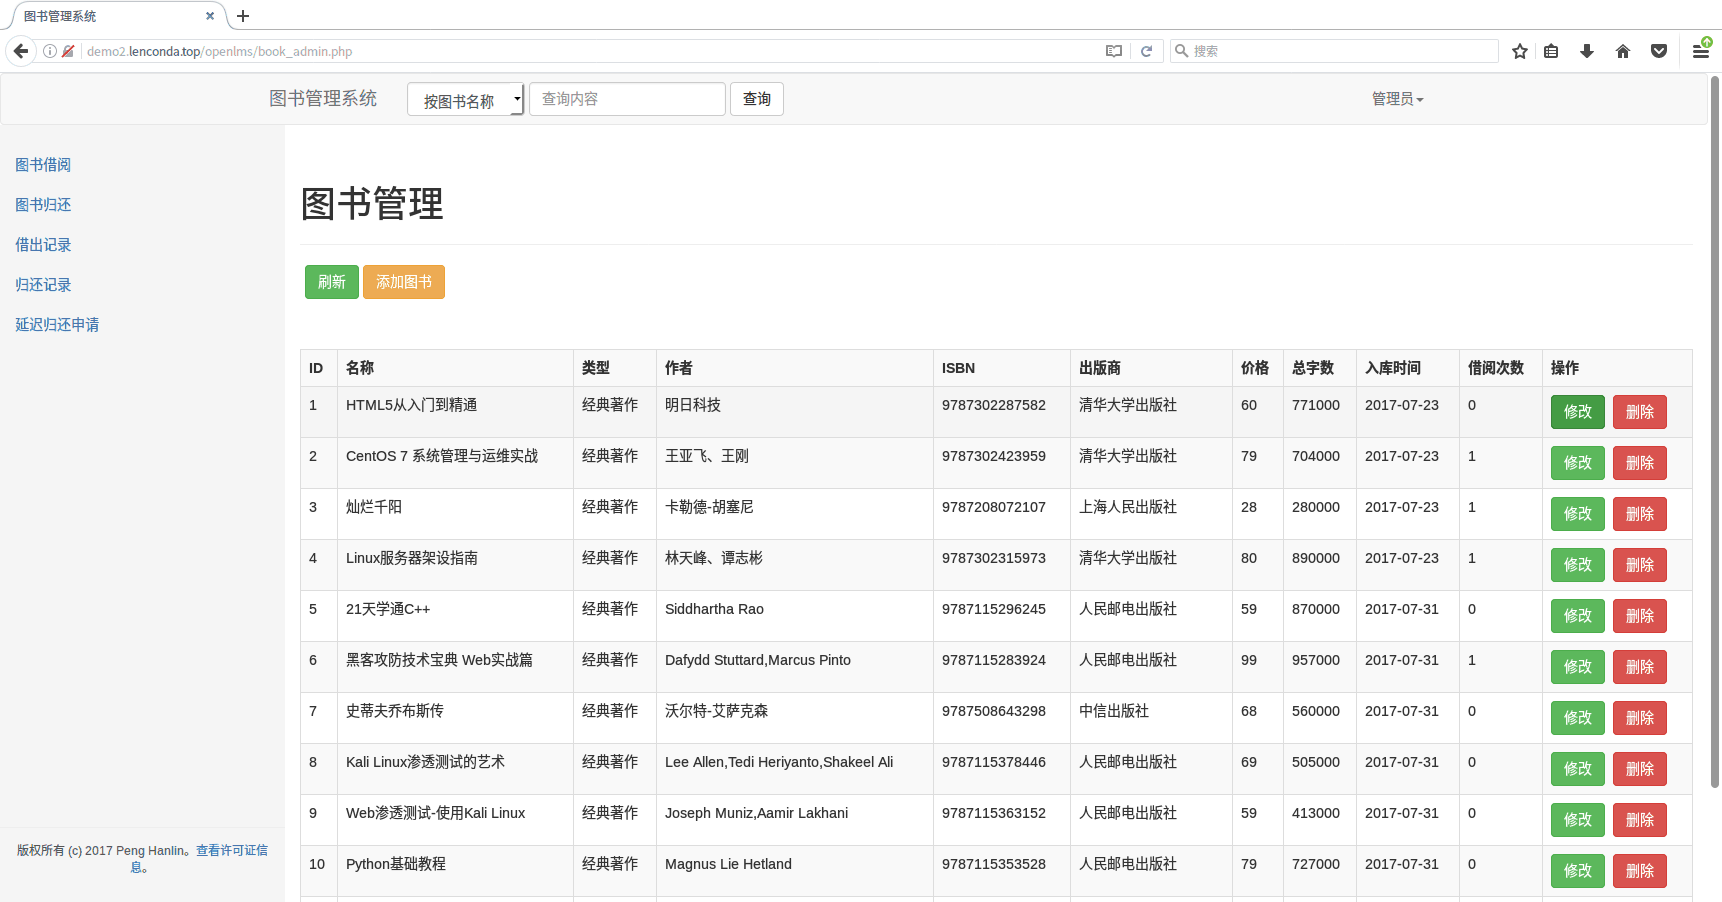 图书管理系统
demo2.lenconda.top/openlms/book_admin.php
搜索
图书管理系统 按图书名称 查询内容 查询 管理员
图书借阅
图书归还
借出记录
归还记录
延迟归还申请
图书管理
刷新 添加图书
ID 名称 类型 作者 ISBN 出版商 价格 总字数 入库时间 借阅次数 操作
1 HTML5从入门到精通 经典著作 明日科技 9787302287582 清华大学出版社 60 771000 2017-07-23 0 修改 删除
2 CentOS 7 系统管理与运维实战 经典著作 王亚飞、王刚 9787302423959 清华大学出版社 79 704000 2017-07-23 1 修改 删除
3 灿烂千阳 经典著作 卡勒德-胡塞尼 9787208072107 上海人民出版社 28 280000 2017-07-23 1 修改 删除
4 Linux服务器架设指南 经典著作 林天峰、谭志彬 9787302315973 清华大学出版社 80 890000 2017-07-23 1 修改 删除
5 21天学通C++ 经典著作 Siddhartha Rao 9787115296245 人民邮电出版社 59 870000 2017-07-31 0 修改 删除
6 黑客攻防技术宝典 Web实战篇 经典著作 Dafydd Stuttard,Marcus Pinto 9787115283924 人民邮电出版社 99 957000 2017-07-31 1 修改 删除
7 史蒂夫乔布斯传 经典著作 沃尔特-艾萨克森 9787508643298 中信出版社 68 560000 2017-07-31 0 修改 删除
8 Kali Linux渗透测试的艺术 经典著作 Lee Allen,Tedi Heriyanto,Shakeel Ali 9787115378446 人民邮电出版社 69 505000 2017-07-31 0 修改 删除
9 Web渗透测试-使用Kali Linux 经典著作 Joseph Muniz,Aamir Lakhani 9787115363152 人民邮电出版社 59 413000 2017-07-31 0 修改 删除
10 Python基础教程 经典著作 Magnus Lie Hetland 9787115353528 人民邮电出版社 79 727000 2017-07-31 0 修改 删除
版权所有 (c) 2017 Peng Hanlin。查看许可证信
息。